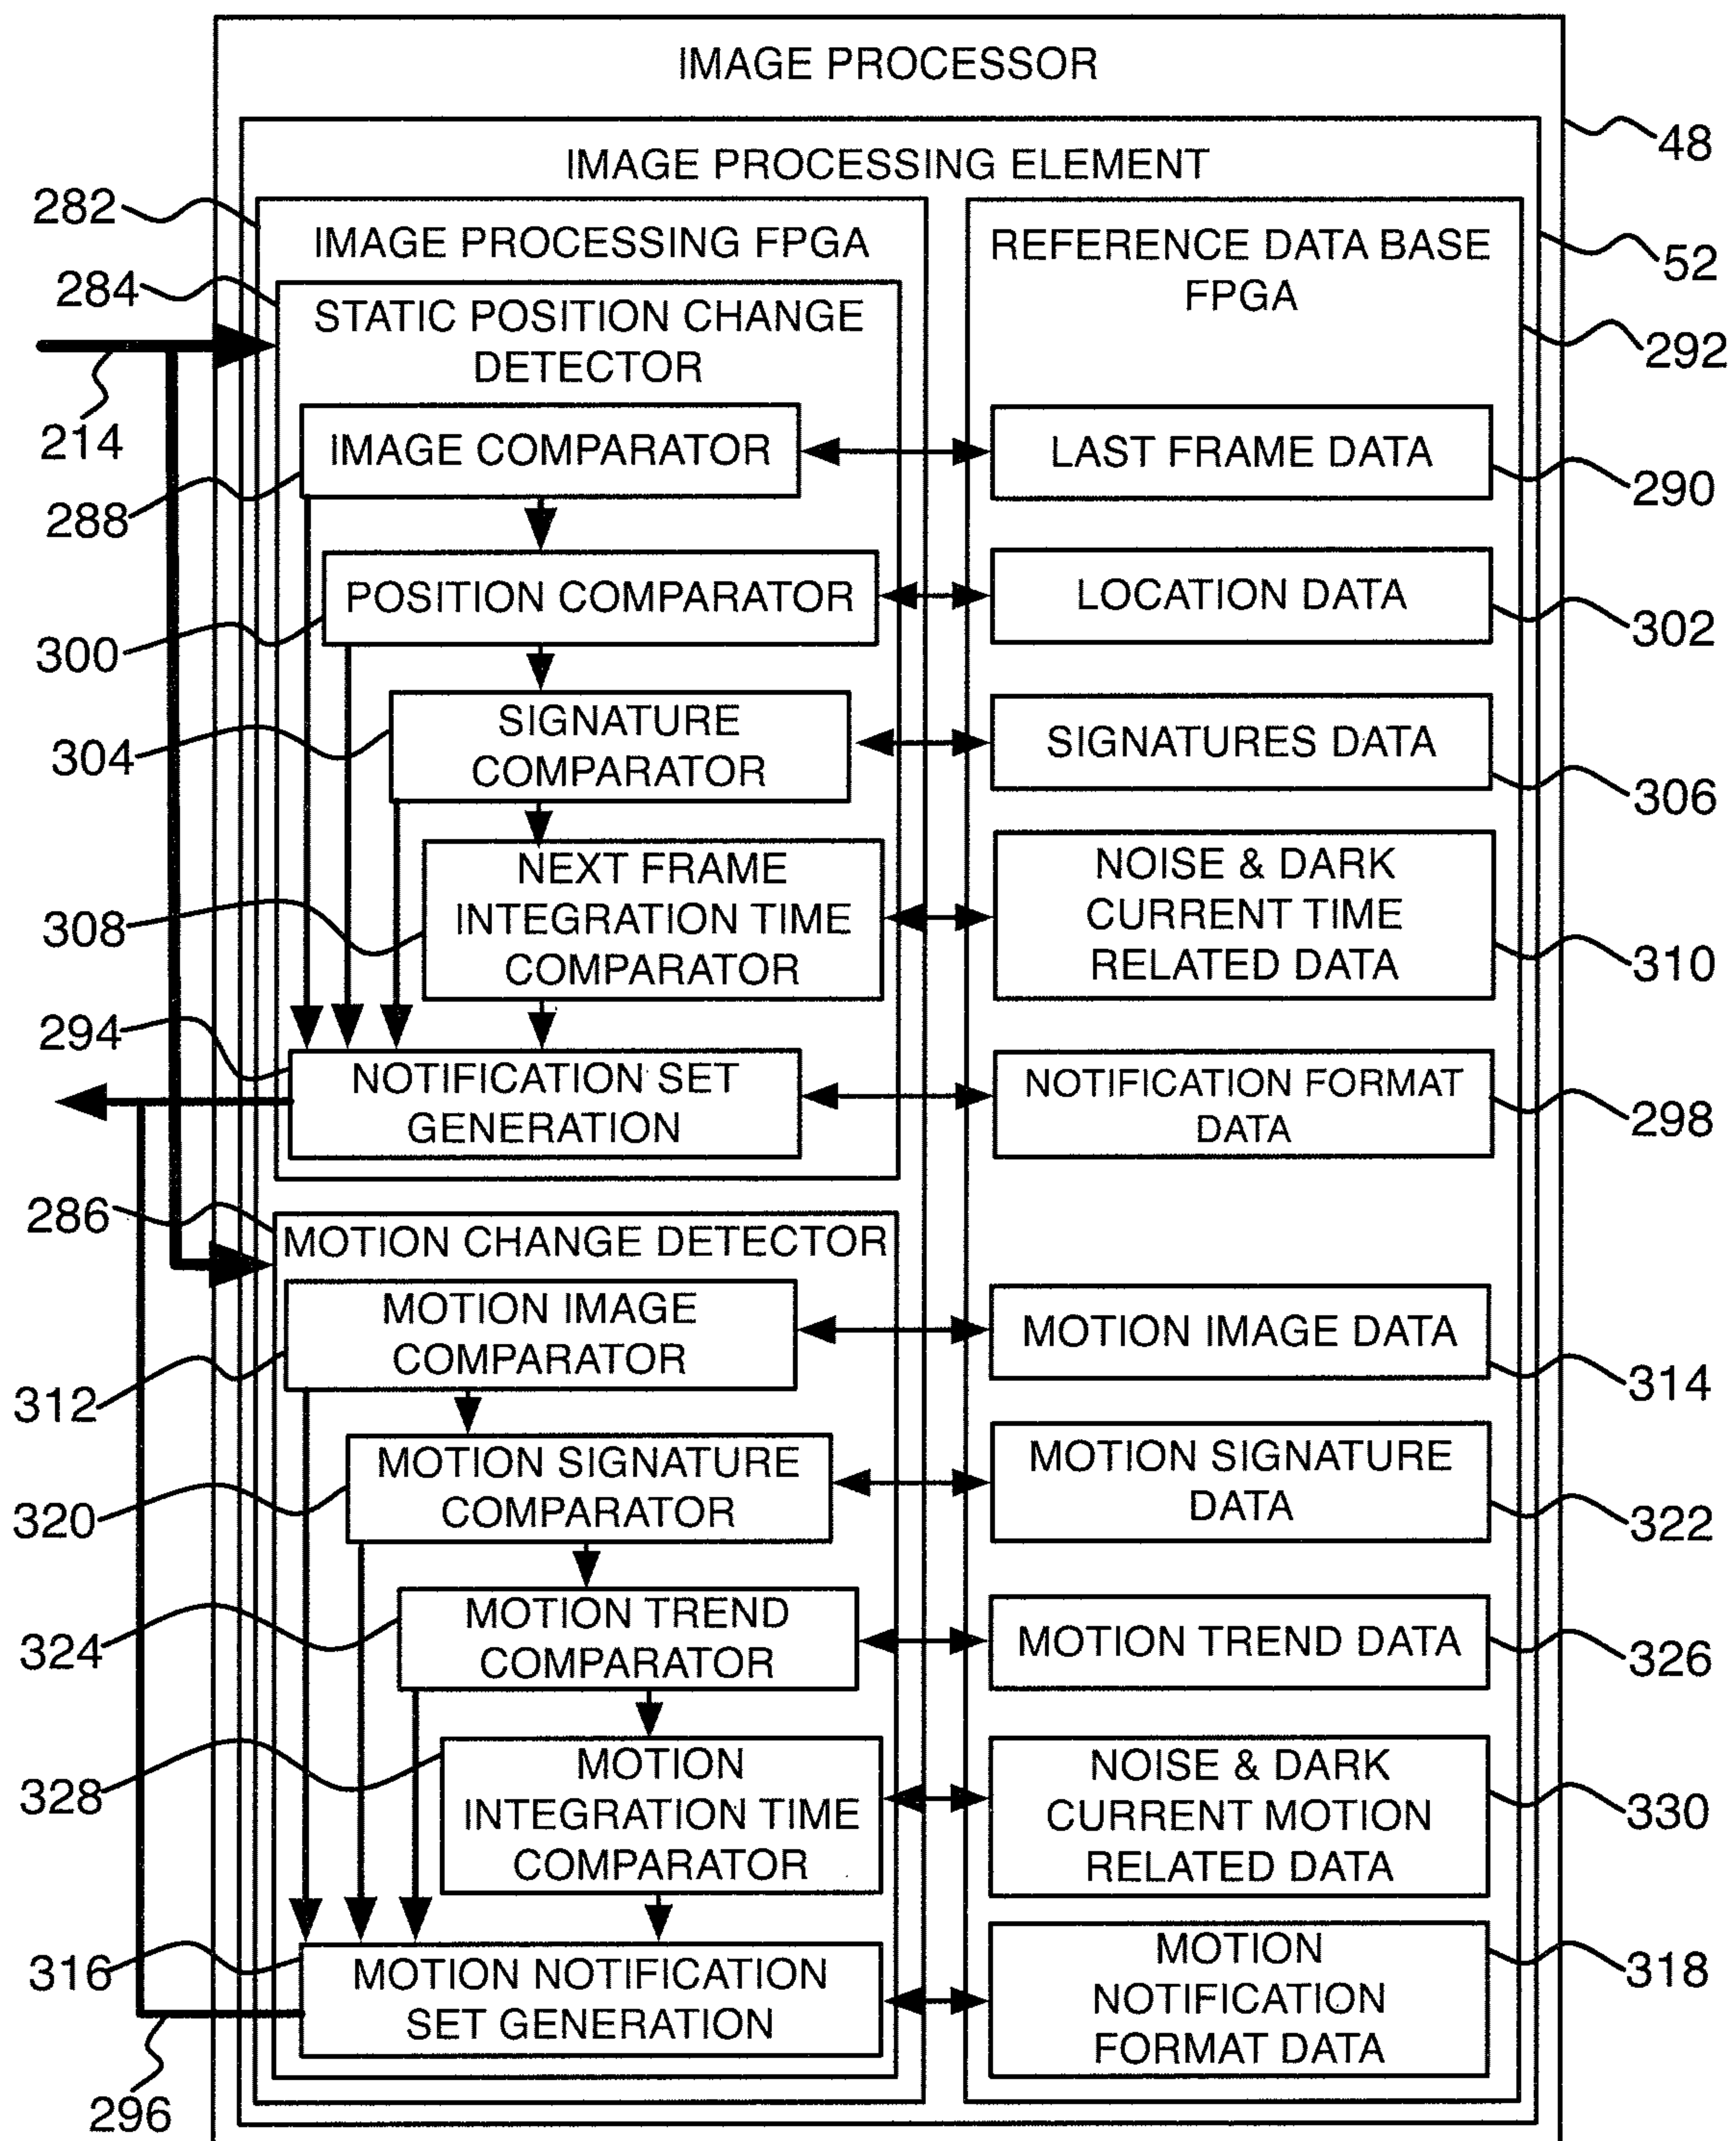 IMAGE PROCESSOR
48
IMAGE PROCESSING ELEMENT
52
282
IMAGE PROCESSING FPGA
284
STATIC POSITION CHANGE
DETECTOR
214
IMAGE COMPARATOR
288
POSITION COMPARATOR
300
SIGNATURE
COMPARATOR
304
NEXT FRAME
INTEGRATION TIME
COMPARATOR
308
294
NOTIFICATION SET
GENERATION
REFERENCE DATA BASE
FPGA
292
LAST FRAME DATA
290
LOCATION DATA
302
SIGNATURES DATA
306
NOISE & DARK
CURRENT TIME
RELATED DATA
310
NOTIFICATION FORMAT
DATA
298
286
MOTION CHANGE DETECTOR
MOTION IMAGE
COMPARATOR
312
MOTION SIGNATURE
COMPARATOR
320
MOTION TREND
COMPARATOR
324
MOTION
INTEGRATION TIME
COMPARATOR
328
MOTION NOTIFICATION
SET GENERATION
316
296
MOTION IMAGE DATA
314
MOTION SIGNATURE
DATA
322
MOTION TREND DATA
326
NOISE & DARK
CURRENT MOTION
RELATED DATA
330
MOTION
NOTIFICATION
FORMAT DATA
318